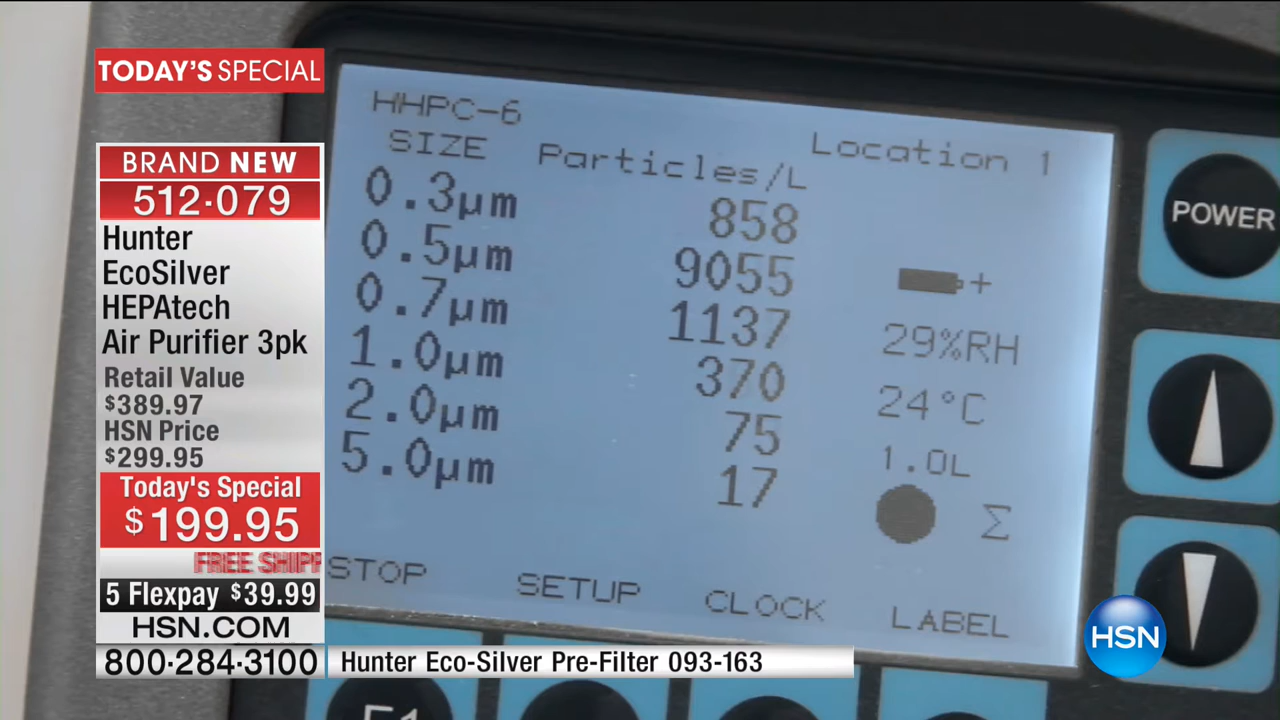 TODAY'S SPECIAL
BRAND NEW
512·079
Hunter
EcoSilver
HEPAtech
Air Purifier 3pk
Retail Value
$389.97
HSN Price
$299.95
Today's Special
$199.95
FREE SHIPP
5 Flexpay $39.99
HSN.COM
800·284·3100
Hunter Eco-Silver Pre-Filter 093-163
HSN
HHPC-6
SIZE Particles/L Location 1
0.3µm 858
0.5µm 9055
0.7µm 1137
1.0µm 370
2.0µm 75
5.0µm 17
+
29%RH
24°C
1.0L
Σ
STOP SETUP CLOCK LABEL
POWER
F1